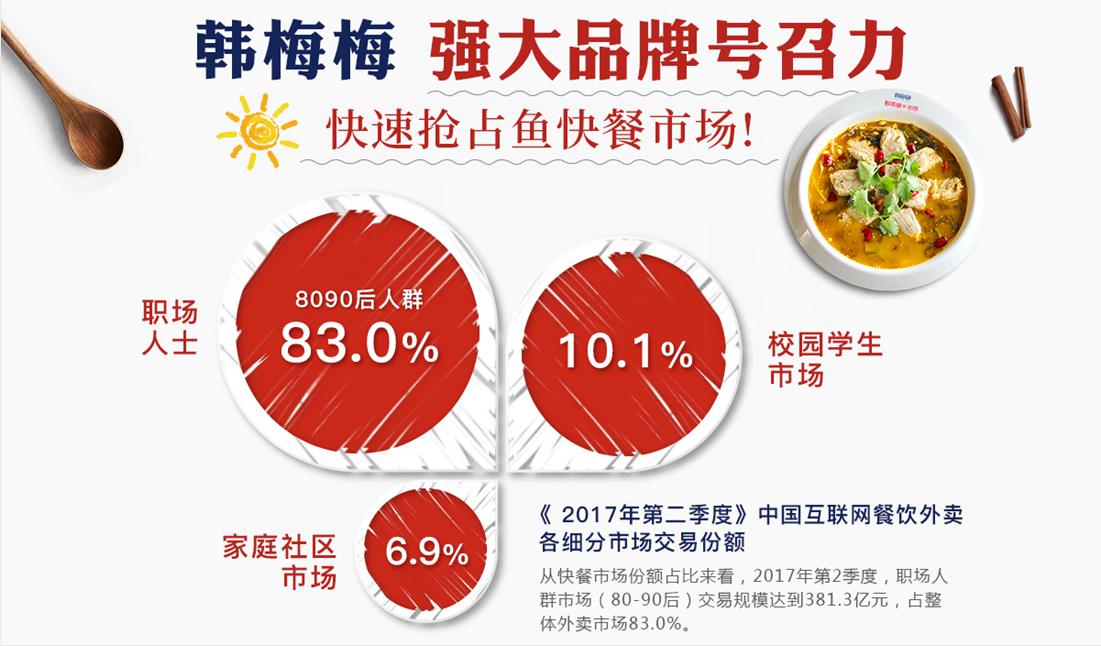 韩梅梅 强大品牌号召力
快速抢占鱼快餐市场!
职场
人士
8090后人群
83.0%
10.1%
校园学生
市场
家庭社区
市场
6.9%
《 2017年第二季度》中国互联网餐饮外卖
各细分市场交易份额
从快餐市场份额占比来看，2017年第2季度，职场人
群市场（80-90后）交易规模达到381.3亿元，占整
体外卖市场83.0%。